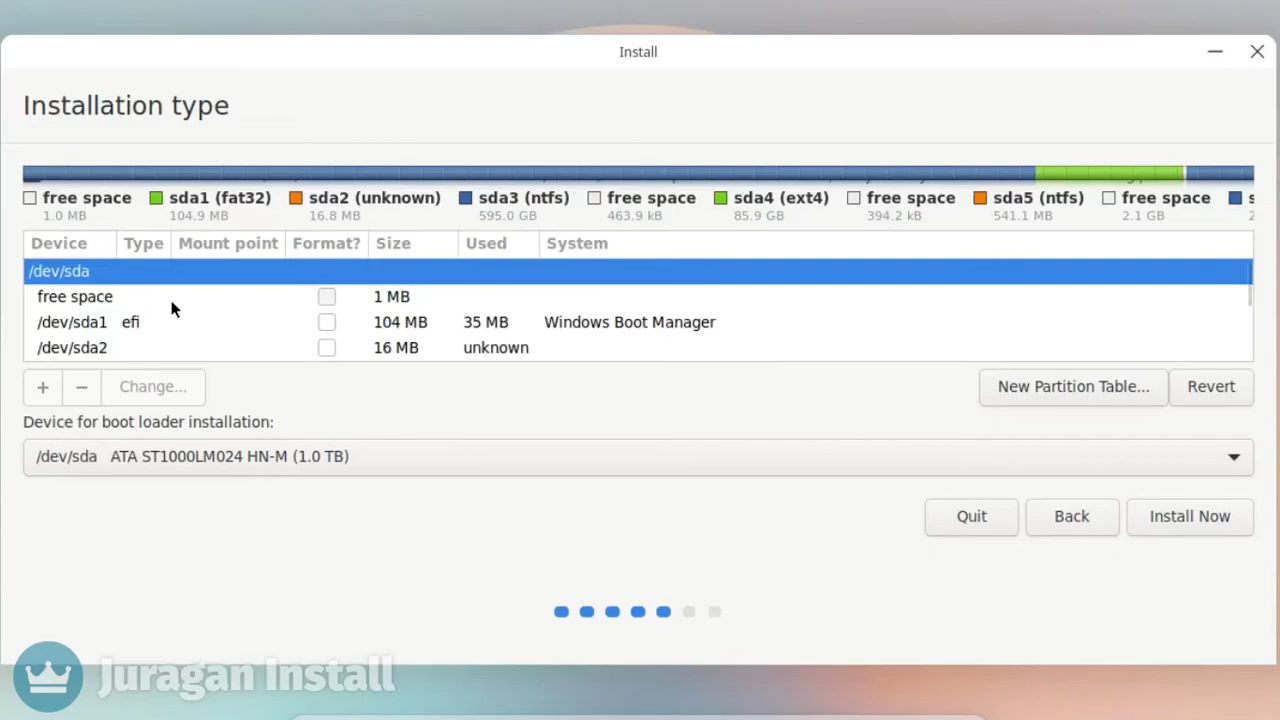 Install
Installation type
free space sda1 (fat32) sda2 (unknown) sda3 (ntfs) free space sda4 (ext4) free space sda5 (ntfs) free space
1.0 MB 104.9 MB 16.8 MB 595.0 GB 463.9 kB 85.9 GB 394.2 kB 541.1 MB 2.1 GB
Device Type Mount point Format? Size Used System
/dev/sda
free space 1 MB
/dev/sda1 efi 104 MB 35 MB Windows Boot Manager
/dev/sda2 16 MB unknown
+ − Change... New Partition Table... Revert
Device for boot loader installation:
/dev/sda ATA ST1000LM024 HN-M (1.0 TB)
Quit Back Install Now
Juragan Install